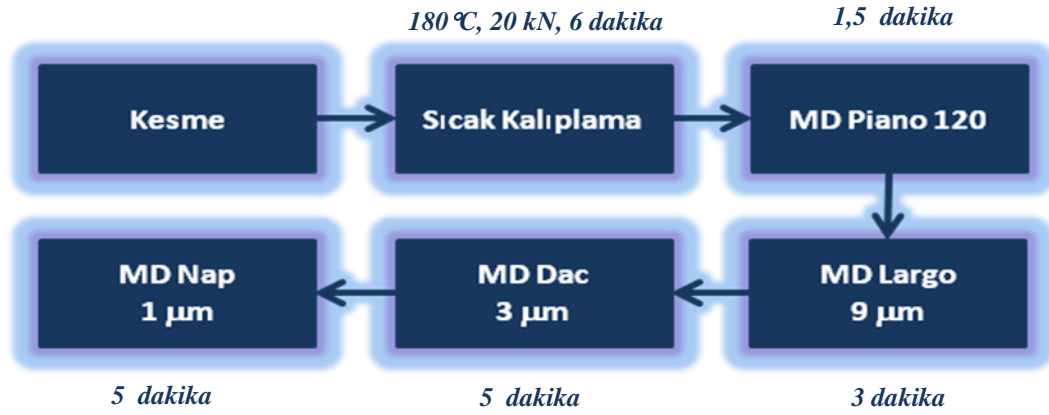 180°C, 20 kN, 6 dakika
1,5 dakika
Kesme
Sıcak Kalıplama
MD Piano 120
MD Nap
1 µm
MD Dac
3 µm
MD Largo
9 µm
5 dakika
5 dakika
3 dakika